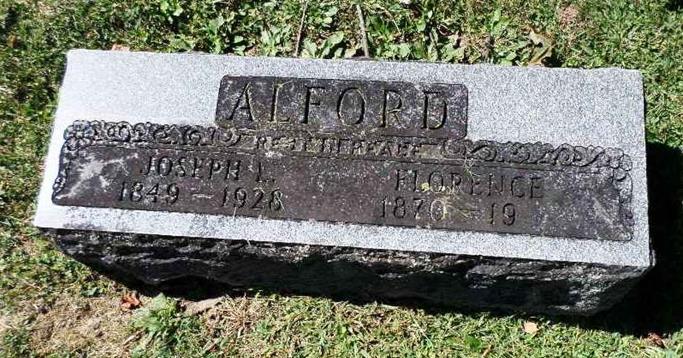 ALFORD
JOSEPH L. FLORENCE
1849 - 1928 1870 - 19